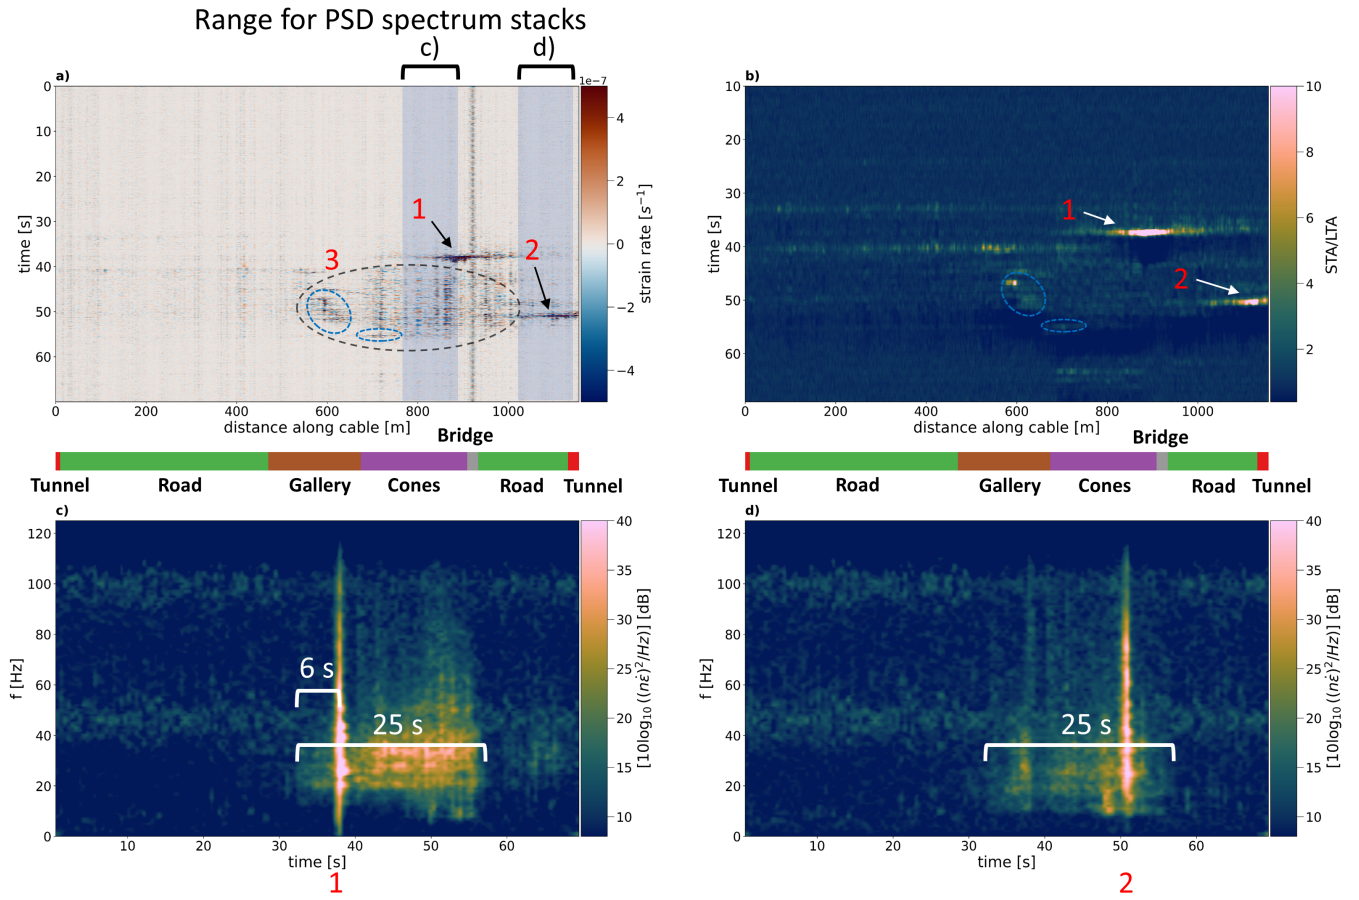 Range for PSD spectrum stacks
c) d)
a)
1e−7
0
10
20
30
40
50
60
time [s]
0 200 400 600 800 1000
distance along cable [m]
1
2
3
4
2
0
−2
−4
strain rate [s⁻¹]
b)
10
20
30
40
50
60
time [s]
0 200 400 600 800 1000
distance along cable [m]
1
2
10
8
6
4
2
STA/LTA
Bridge
Tunnel Road Gallery Cones Road Tunnel
Bridge
Tunnel Road Gallery Cones Road Tunnel
c)
120
100
80
60
40
20
0
f [Hz]
6 s
25 s
10 20 30 40 50 60
time [s]
1
40
35
30
25
20
15
10
[10log₁₀ ((nε̇)²/Hz)] [dB]
d)
120
100
80
60
40
20
0
f [Hz]
25 s
10 20 30 40 50 60
time [s]
2
40
35
30
25
20
15
10
[10log₁₀ ((nε̇)²/Hz)] [dB]